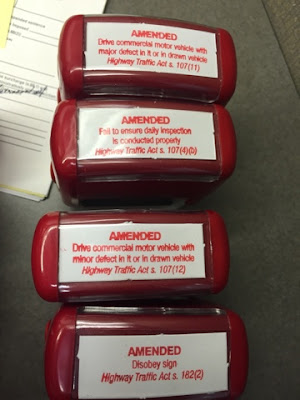 AMENDED
Drive commercial motor vehicle with
major defect in it or in drawn vehicle
Highway Traffic Act s. 107(11)
AMENDED
Fail to ensure daily inspection
is conducted properly
Highway Traffic Act s. 107(4)(b)
AMENDED
Drive commercial motor vehicle with
minor defect in it or in drawn vehicle
Highway Traffic Act s. 107(12)
AMENDED
Disobey sign
Highway Traffic Act s. 182(2)